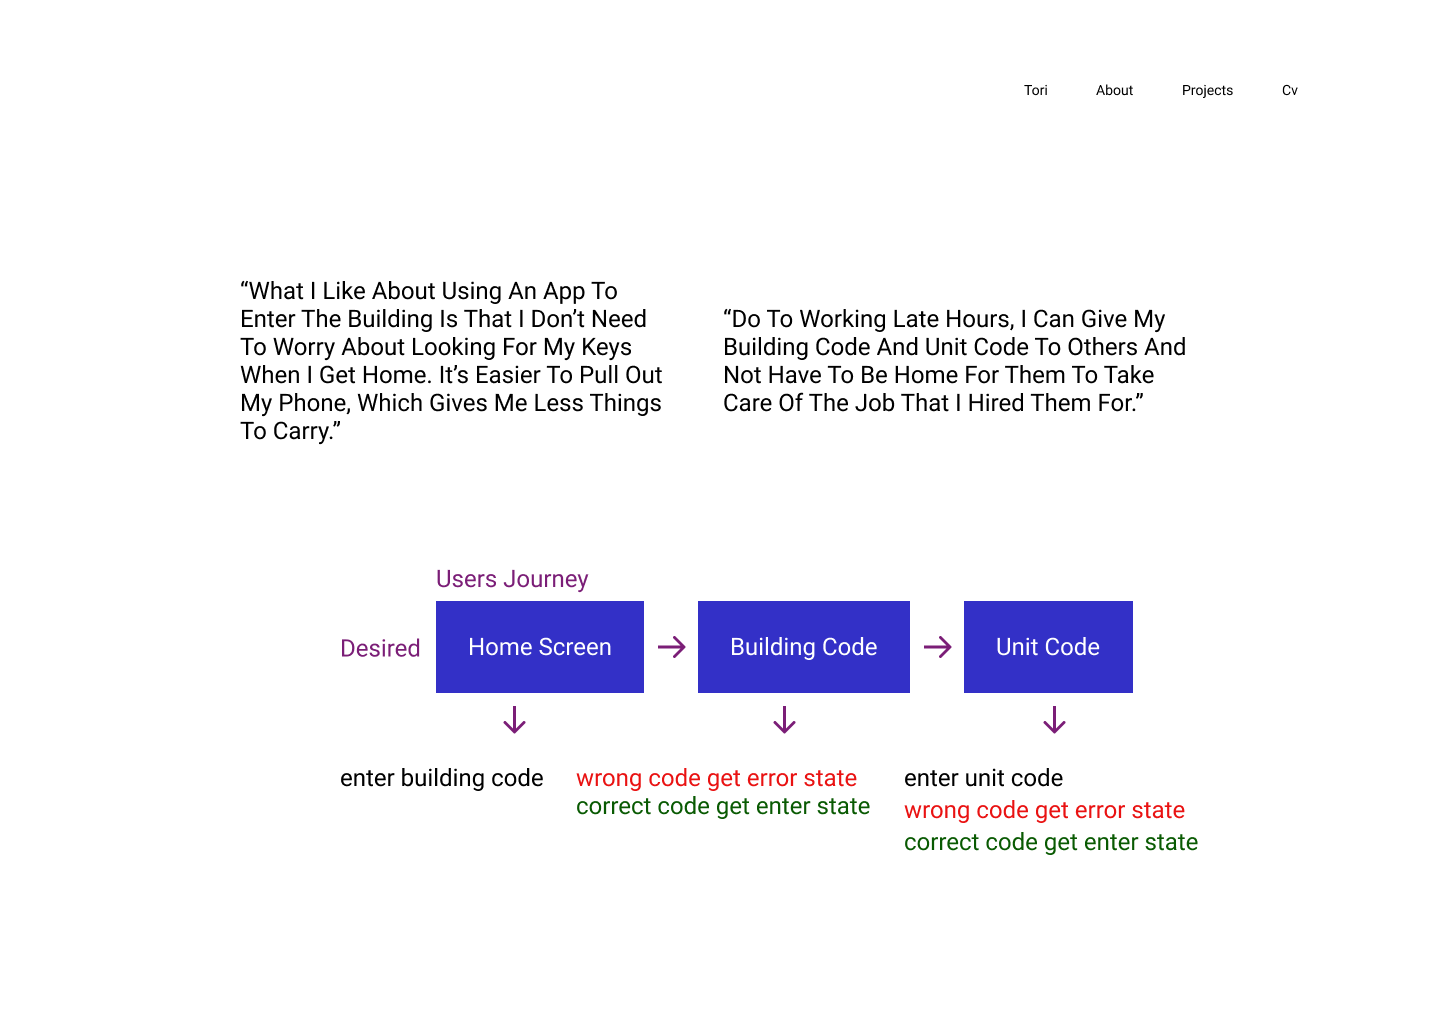 Tori About Projects Cv
“What I Like About Using An App To
Enter The Building Is That I Don’t Need
To Worry About Looking For My Keys
When I Get Home. It’s Easier To Pull Out
My Phone, Which Gives Me Less Things
To Carry.”
“Do To Working Late Hours, I Can Give My
Building Code And Unit Code To Others And
Not Have To Be Home For Them To Take
Care Of The Job That I Hired Them For.”
Users Journey
Desired
Home Screen
Building Code
Unit Code
enter building code
wrong code get error state
correct code get enter state
enter unit code
wrong code get error state
correct code get enter state